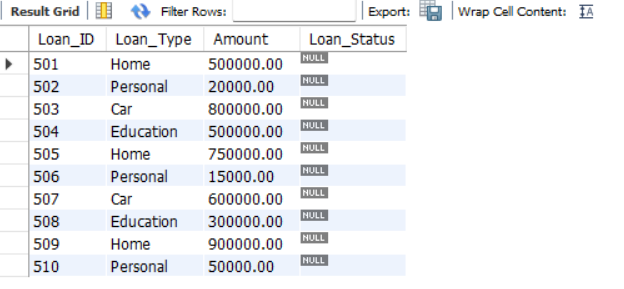 Result Grid Filter Rows: Export: Wrap Cell Content: IA
Loan_ID Loan_Type Amount Loan_Status
501 Home 500000.00 NULL
502 Personal 20000.00 NULL
503 Car 800000.00 NULL
504 Education 500000.00 NULL
505 Home 750000.00 NULL
506 Personal 15000.00 NULL
507 Car 600000.00 NULL
508 Education 300000.00 NULL
509 Home 900000.00 NULL
510 Personal 50000.00 NULL